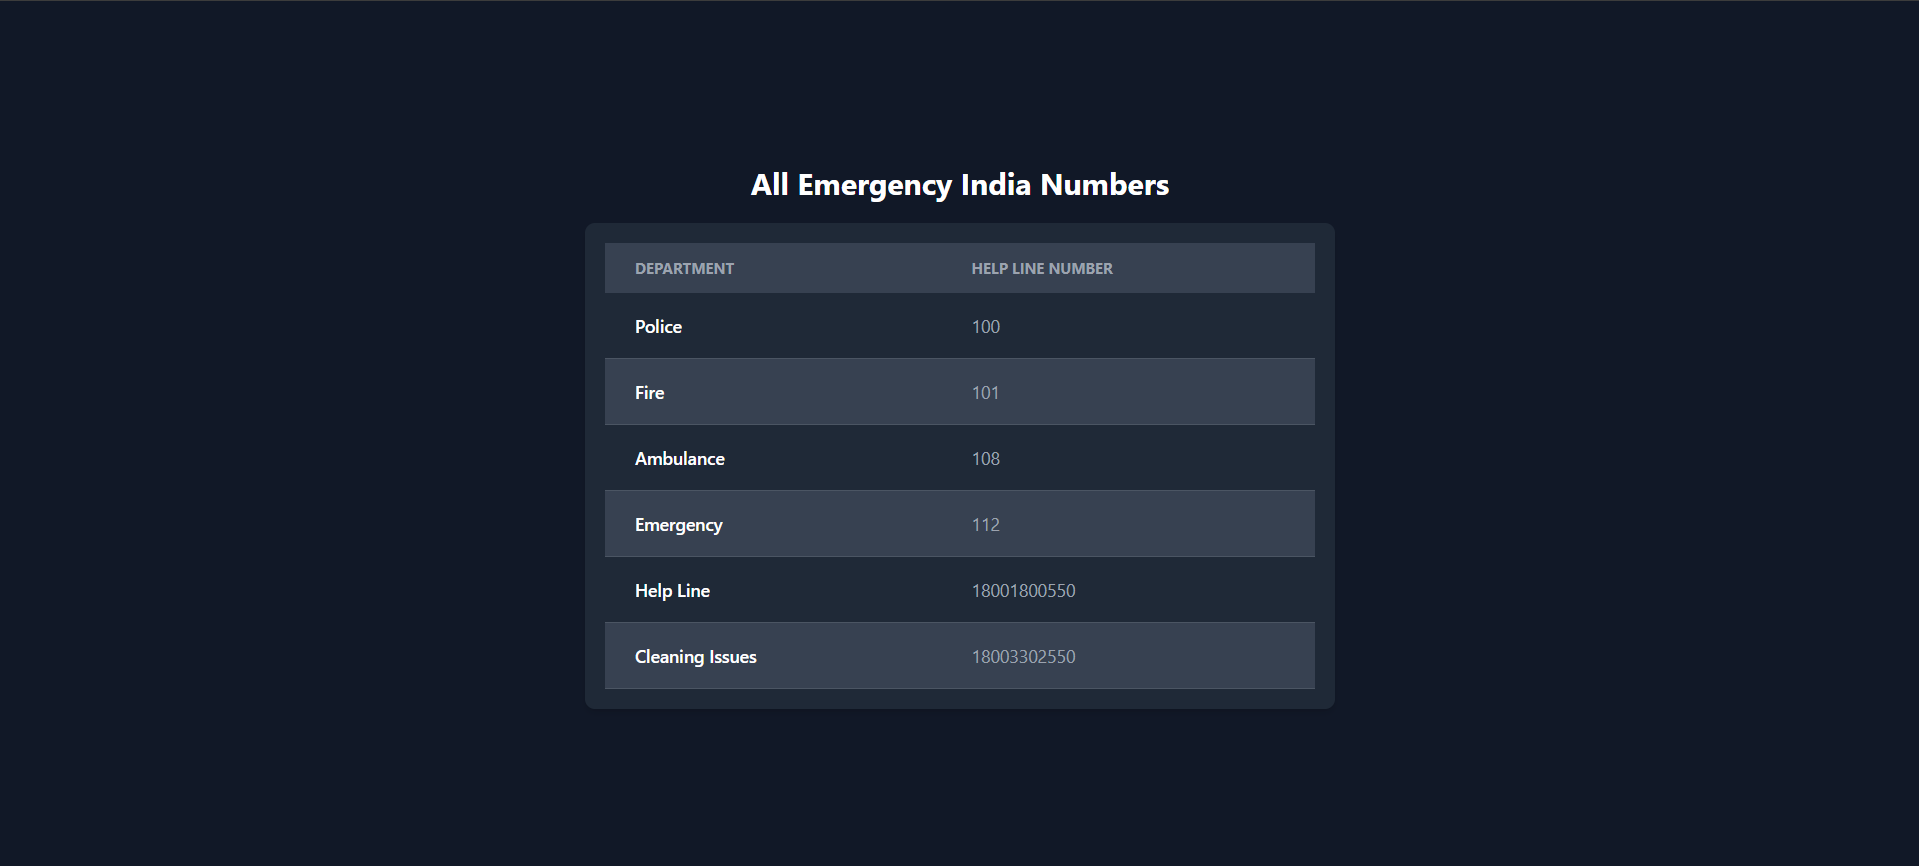 All Emergency India Numbers
DEPARTMENT HELP LINE NUMBER
Police 100
Fire 101
Ambulance 108
Emergency 112
Help Line 18001800550
Cleaning Issues 18003302550